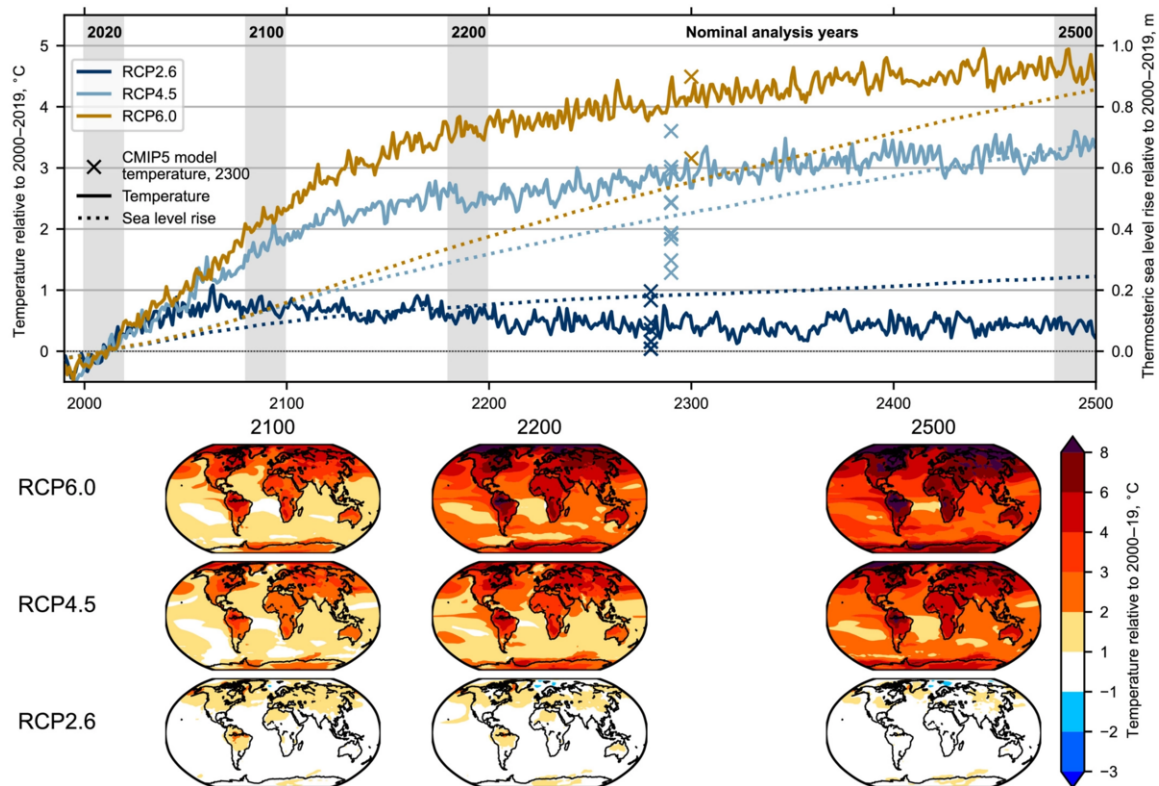 2020 2100 2200 Nominal analysis years 2500
Temperature relative to 2000–2019, °C
5
4
3
2
1
0
RCP2.6
RCP4.5
RCP6.0
CMIP5 model
temperature, 2300
Temperature
Sea level rise
1.0
0.8
0.6
0.4
0.2
0.0
Thermosteric sea level rise relative to 2000–2019, m
2000 2100 2200 2300 2400 2500
2100 2200 2500
RCP6.0
RCP4.5
RCP2.6
8
6
4
3
2
1
−1
−2
−3
Temperature relative to 2000–19, °C